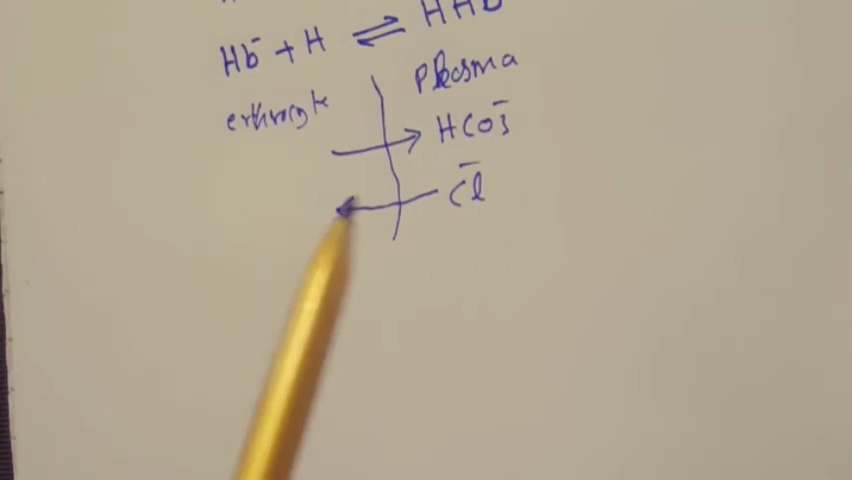 Hb⁻ + H ⇌ HHb
Plasma
erthrocyte
→ HCO3⁻
← Cl⁻